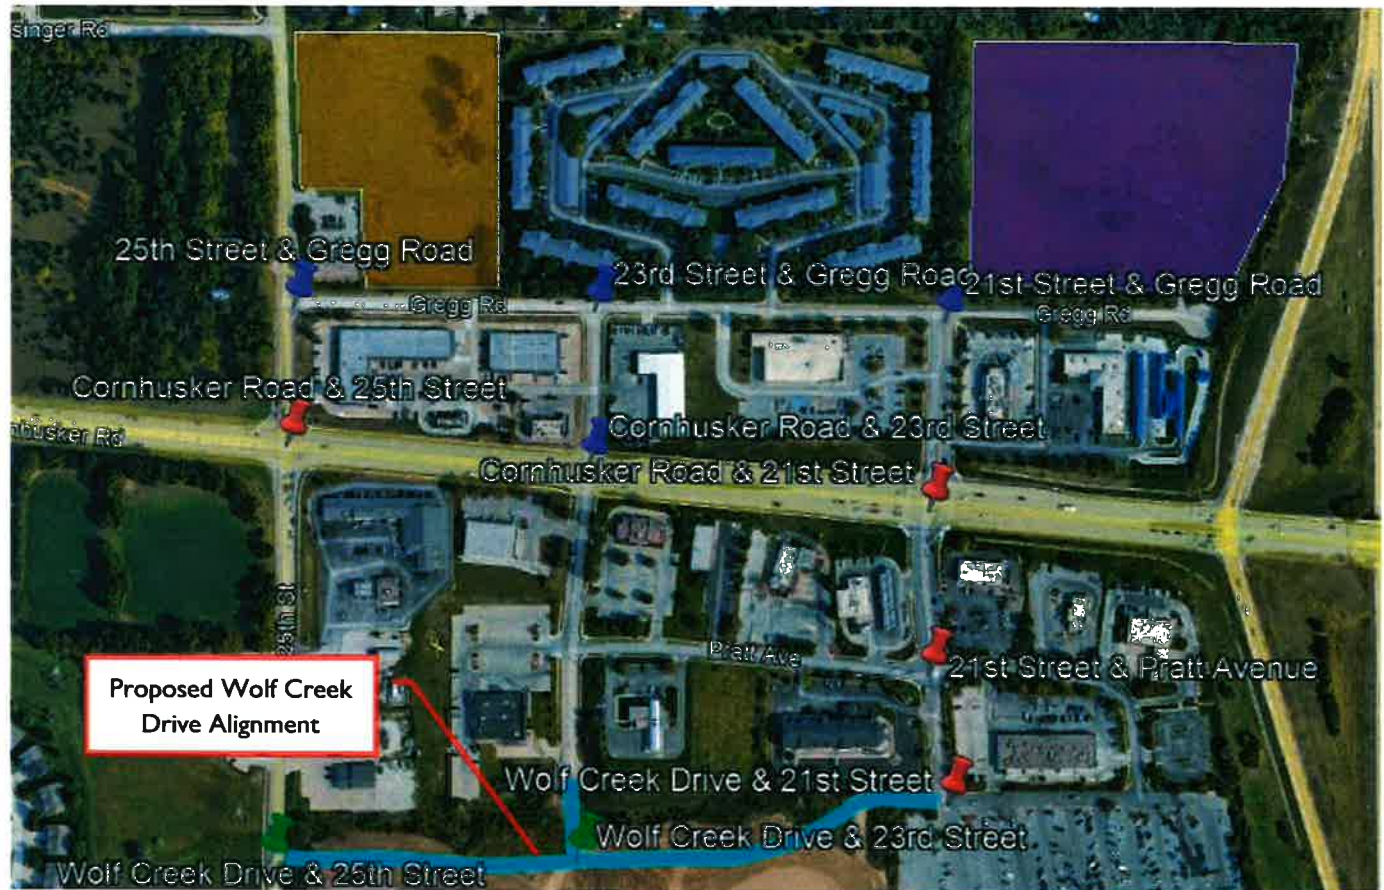 singer Rd
25th Street & Gregg Road
23rd Street & Gregg Road
21st Street & Gregg Road
Gregg Rd
Gregg Rd
Cornhusker Road & 25th Street
nhusker Rd
Cornhusker Road & 23rd Street
Cornhusker Road & 21st Street
25th St
Pratt Ave
21st Street & Pratt Avenue
Proposed Wolf Creek
Drive Alignment
Wolf Creek Drive & 21st Street
Wolf Creek Drive & 23rd Street
Wolf Creek Drive & 25th Street